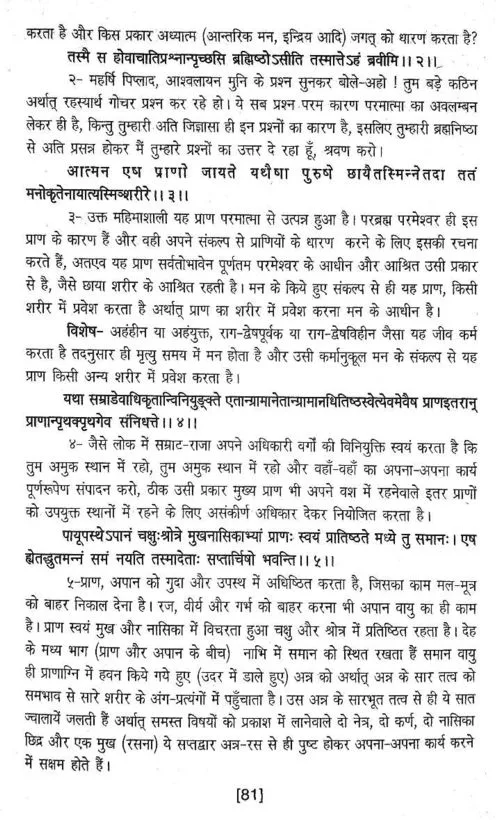 करता है और किस प्रकार अध्यात्म (आन्तरिक मन, इन्द्रिय आदि) जगत् को धारण करता है?
तस्मै स होवाचातिप्रश्नान्पृच्छसि ब्रह्मिष्ठोऽसीति तस्मात्तेऽहं ब्रवीमि।।२।।
२- महर्षि पिप्लाद, आश्वलायन मुनि के प्रश्न सुनकर बोले-अहो ! तुम बड़े कठिन
अर्थात् रहस्यार्थ गोचर प्रश्न कर रहे हो। ये सब प्रश्न परम कारण परमात्मा का अवलम्बन
लेकर ही है, किन्तु तुम्हारी अति जिज्ञासा ही इन प्रश्नों का कारण है, इसलिए तुम्हारी ब्रह्मनिष्ठा
से अति प्रसन्न होकर मैं तुम्हारे प्रश्नों का उत्तर दे रहा हूँ, श्रवण करो।
आत्मन एष प्राणो जायते यथैषा पुरुषे छायैतस्मिन्नेतदा ततं
मनोकृतेनायात्यस्मिञ्शरीरे।।३।।
३- उक्त महिमाशाली यह प्राण परमात्मा से उत्पन्न हुआ है। परब्रह्म परमेश्वर ही इस
प्राण के कारण हैं और वही अपने संकल्प से प्राणियों के धारण करने के लिए इसकी रचना
करते हैं, अतएव यह प्राण सर्वतोभावेन पूर्णतम परमेश्वर के आधीन और आश्रित उसी प्रकार
से है, जैसे छाया शरीर के आश्रित रहती है। मन के किये हुए संकल्प से ही यह प्राण, किसी
शरीर में प्रवेश करता है अर्थात् प्राण का शरीर में प्रवेश करना मन के आधीन है।
विशेष- अहंहीन या अहंयुक्त, राग-द्वेषपूर्वक या राग-द्वेषविहीन जैसा यह जीव कर्म
करता है तदनुसार ही मृत्यु समय में मन होता है और उसी कर्मानुकूल मन के संकल्प से यह
प्राण किसी अन्य शरीर में प्रवेश करता है।
यथा सम्राडेवाधिकृतान्विनियुङ्क्ते एतान्ग्रामानेतान्ग्रामानधितिष्ठस्वेत्येवमेवैष प्राणइतरान्
प्राणान्पृथक्पृथगेव संनिधत्ते।।४।।
४- जैसे लोक में सम्राट-राजा अपने अधिकारी वर्गो की विनियुक्ति स्वयं करता है कि
तुम अमुक स्थान में रहो, तुम अमुक स्थान में रहो और वहाँ-वहाँ का अपना-अपना कार्य
पूर्णरूपेण संपादन करो, ठीक उसी प्रकार मुख्य प्राण भी अपने वश में रहनेवाले इतर प्राणों
को उपयुक्त स्थानों में रहने के लिए असंकीर्ण अधिकार देकर नियोजित करता है।
पायूपस्थेऽपानं चक्षुःश्रोत्रे मुखनासिकाभ्यां प्राणः स्वयं प्रातिष्ठते मध्ये तु समानः। एष
ह्येतद्धुतमन्नं समं नयति तस्मादेताः सप्तार्चिषो भवन्ति।।५।।
५-प्राण, अपान को गुदा और उपस्थ में अधिष्ठित करता है, जिसका काम मल-मूत्र
को बाहर निकाल देना है। रज, वीर्य और गर्भ को बाहर करना भी अपान वायु का ही काम
है। प्राण स्वयं मुख और नासिका में विचरता हुआ चक्षु और श्रोत्र में प्रतिष्ठित रहता है। देह
के मध्य भाग (प्राण और अपान के बीच) नाभि में समान को स्थित रखता हैं समान वायु
ही प्राणाग्नि में हवन किये गये हुए (उदर में डाले हुए) अन्न को अर्थात् अन्न के सार तत्व को
समभाव से सारे शरीर के अंग-प्रत्यंगों में पहुँचाता है। उस अन्न के सारभूत तत्व से ही ये सात
ज्वालायें जलती हैं अर्थात् समस्त विषयों को प्रकाश में लानेवाले दो नेत्र, दो कर्ण, दो नासिका
छिद्र और एक मुख (रसना) ये सप्तद्वार अन्न-रस से ही पुष्ट होकर अपना-अपना कार्य करने
में सक्षम होते हैं।
[81]